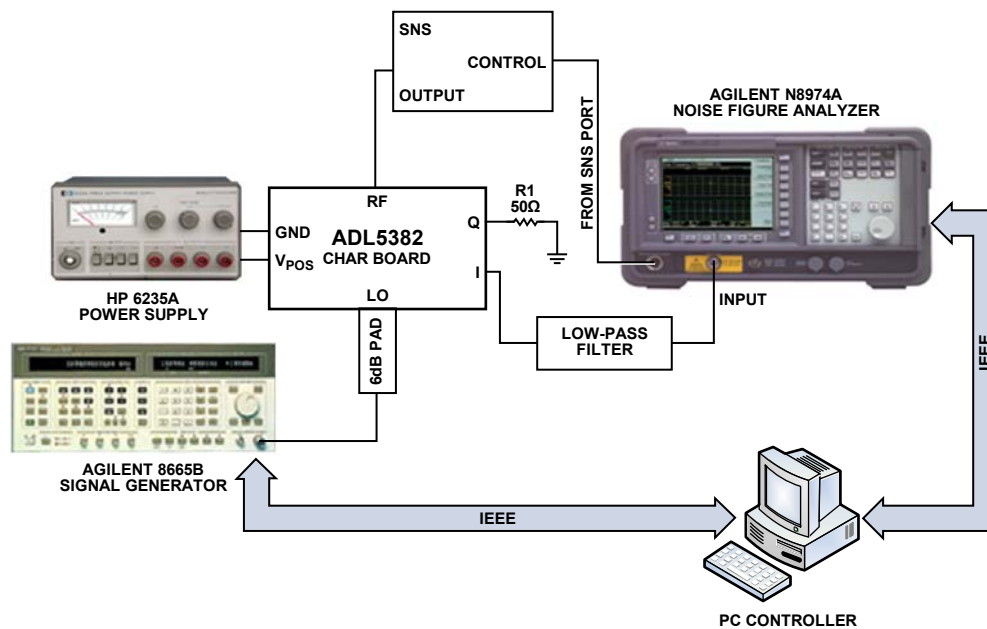 SNS
CONTROL
OUTPUT
AGILENT N8974A
NOISE FIGURE ANALYZER
FROM SNS PORT
RF
R1
50Ω
Q
GND
ADL5382
CHAR BOARD
VPOS
I
LO
HP 6235A
POWER SUPPLY
INPUT
6dB PAD
LOW-PASS
FILTER
IEEE
AGILENT 8665B
SIGNAL GENERATOR
IEEE
PC CONTROLLER